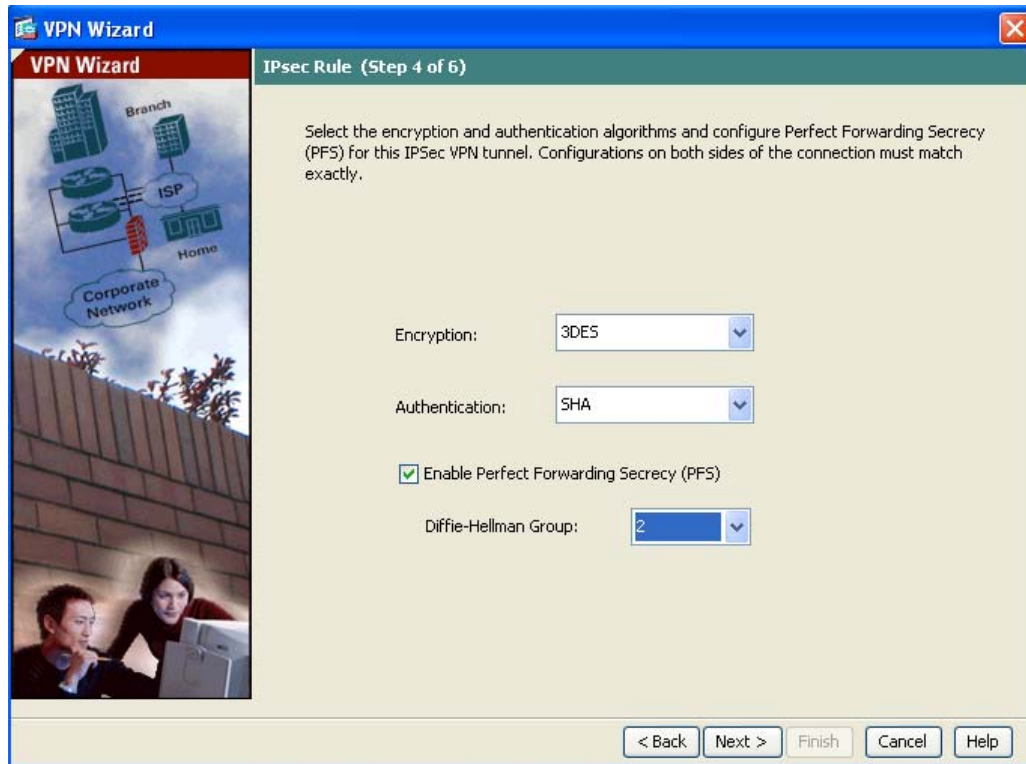 VPN Wizard
VPN Wizard
IPsec Rule (Step 4 of 6)
Branch
ISP
Home
Corporate
Network
Select the encryption and authentication algorithms and configure Perfect Forwarding Secrecy
(PFS) for this IPSec VPN tunnel. Configurations on both sides of the connection must match
exactly.
Encryption: 3DES
Authentication: SHA
Enable Perfect Forwarding Secrecy (PFS)
Diffie-Hellman Group: 2
< Back Next > Finish Cancel Help